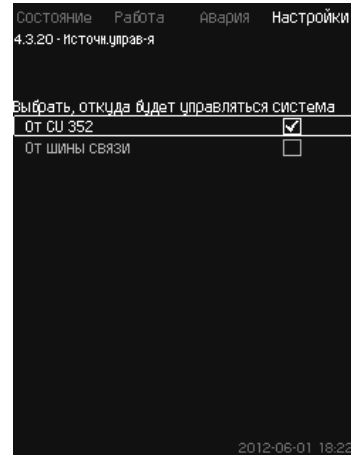 Состояние Работа Авария Настройки
4.3.20 - Источн.управ-я
Выбрать, откуда будет управляться система
От CU 352
От шины связи
2012-06-01 18:22